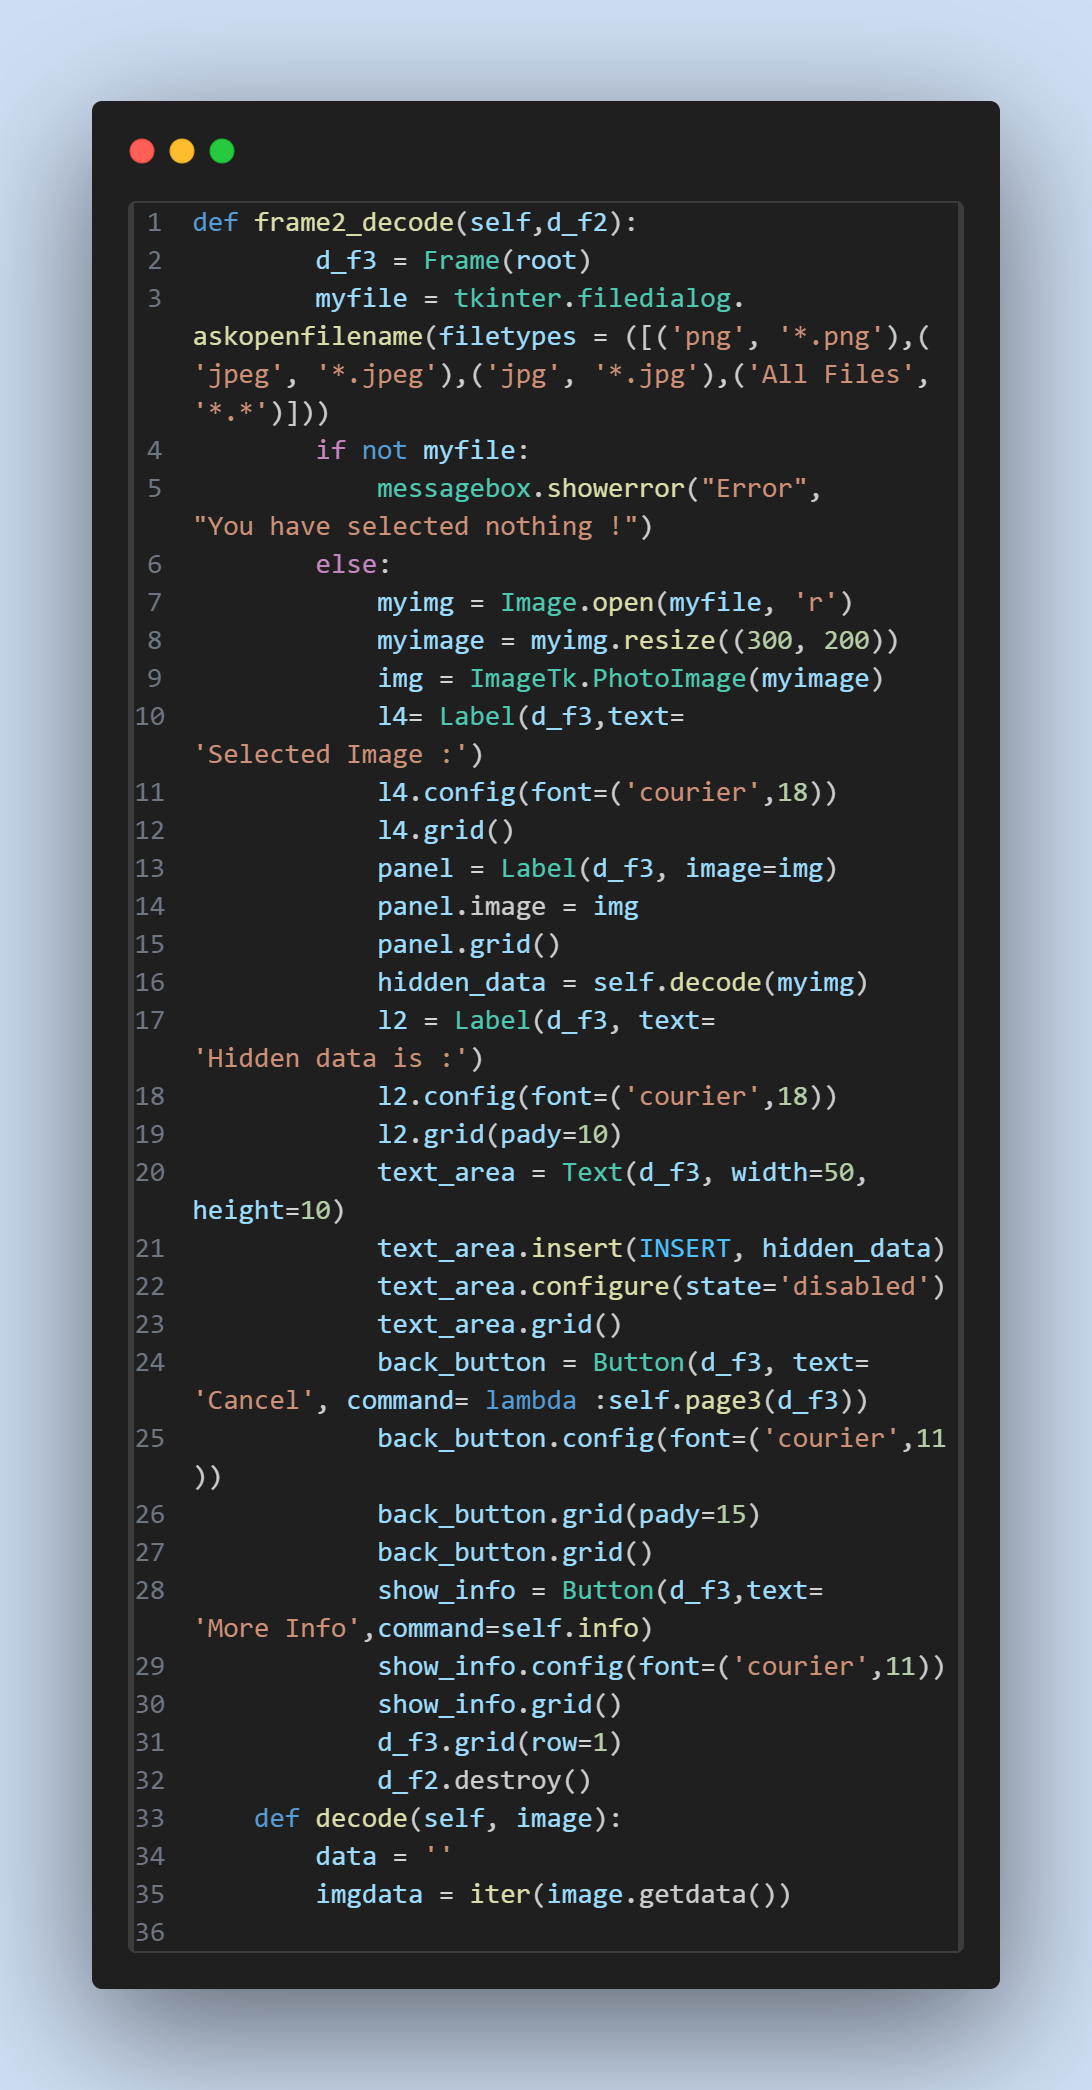 1 def frame2_decode(self,d_f2):
2         d_f3 = Frame(root)
3         myfile = tkinter.filedialog.
askopenfilename(filetypes = ([('png', '*.png'),(
'jpeg', '*.jpeg'),('jpg', '*.jpg'),('All Files',
'*.*')]))
4         if not myfile:
5             messagebox.showerror("Error",
"You have selected nothing !")
6         else:
7             myimg = Image.open(myfile, 'r')
8             myimage = myimg.resize((300, 200))
9             img = ImageTk.PhotoImage(myimage)
10             l4= Label(d_f3,text=
'Selected Image :')
11             l4.config(font=('courier',18))
12             l4.grid()
13             panel = Label(d_f3, image=img)
14             panel.image = img
15             panel.grid()
16             hidden_data = self.decode(myimg)
17             l2 = Label(d_f3, text=
'Hidden data is :')
18             l2.config(font=('courier',18))
19             l2.grid(pady=10)
20             text_area = Text(d_f3, width=50,
height=10)
21             text_area.insert(INSERT, hidden_data)
22             text_area.configure(state='disabled')
23             text_area.grid()
24             back_button = Button(d_f3, text=
'Cancel', command= lambda :self.page3(d_f3))
25             back_button.config(font=('courier',11
))
26             back_button.grid(pady=15)
27             back_button.grid()
28             show_info = Button(d_f3,text=
'More Info',command=self.info)
29             show_info.config(font=('courier',11))
30             show_info.grid()
31             d_f3.grid(row=1)
32             d_f2.destroy()
33     def decode(self, image):
34         data = ''
35         imgdata = iter(image.getdata())
36